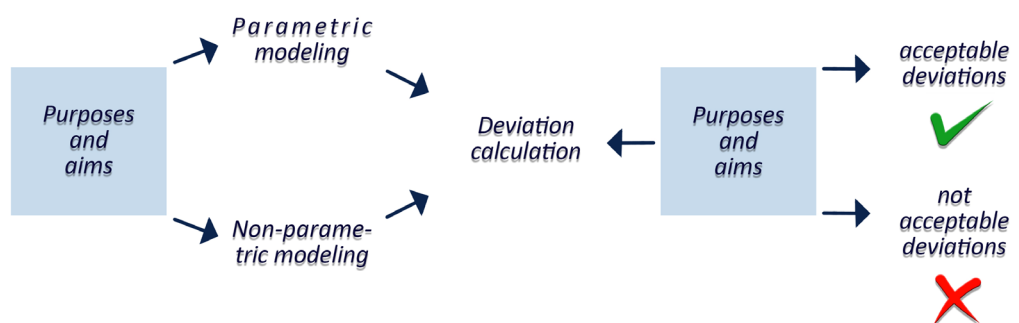 Parametric
modeling
Purposes
and
aims
Non-parame-
tric modeling
Deviation
calculation
Purposes
and
aims
acceptable
deviations
not
acceptable
deviations